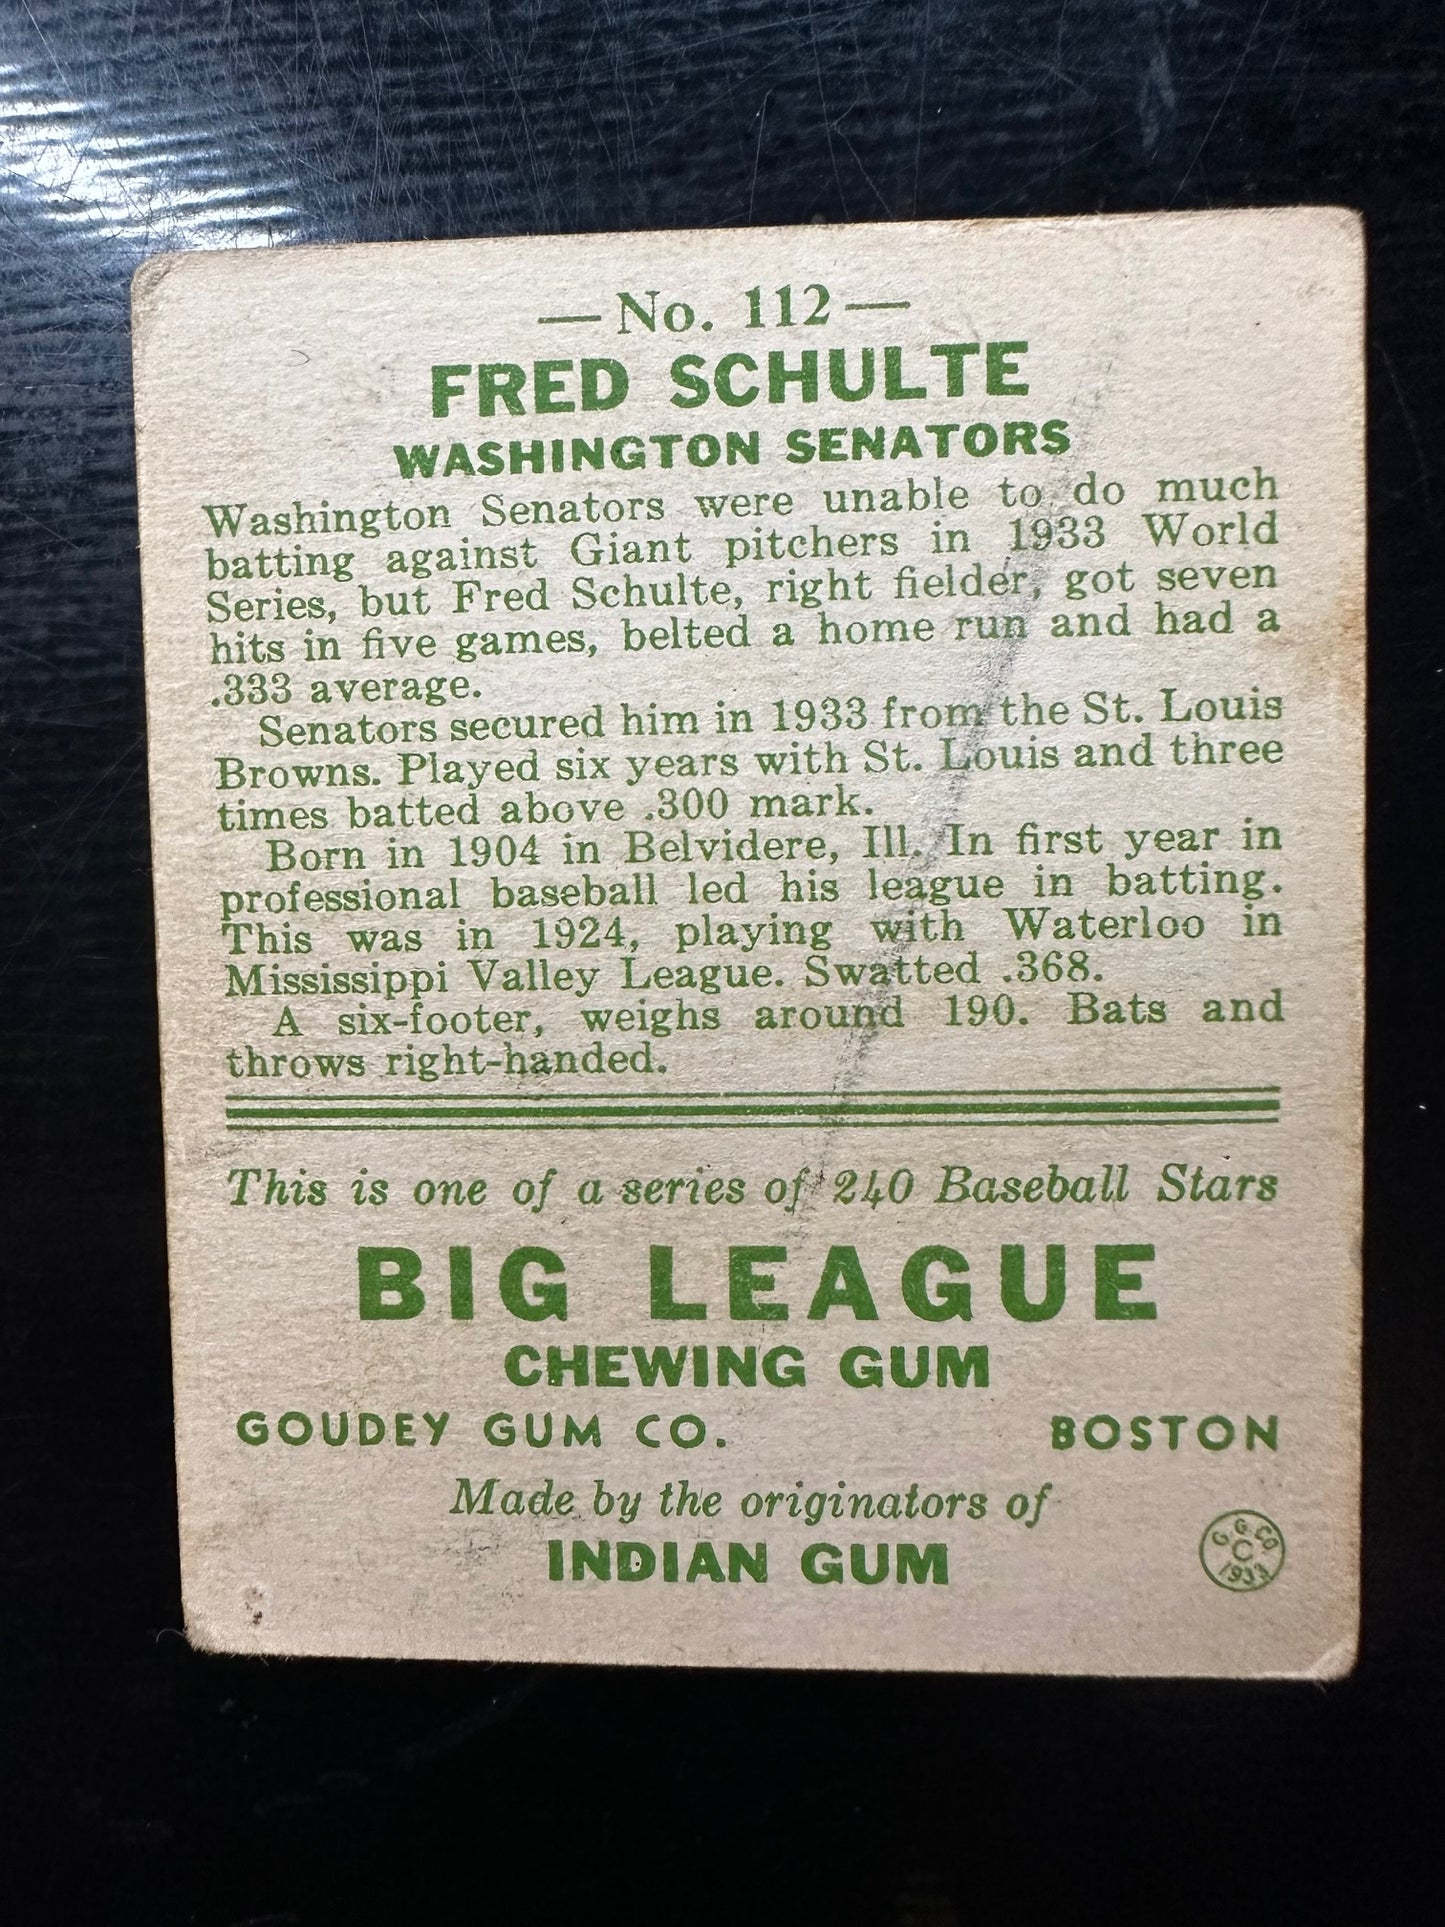 — No. 112 —
FRED SCHULTE
WASHINGTON SENATORS
Washington Senators were unable to do much
batting against Giant pitchers in 1933 World
Series, but Fred Schulte, right fielder, got seven
hits in five games, belted a home run and had a
.333 average.
Senators secured him in 1933 from the St. Louis
Browns. Played six years with St. Louis and three
times batted above .300 mark.
Born in 1904 in Belvidere, Ill. In first year in
professional baseball led his league in batting.
This was in 1924, playing with Waterloo in
Mississippi Valley League. Swatted .368.
A six-footer, weighs around 190. Bats and
throws right-handed.
This is one of a series of 240 Baseball Stars
BIG LEAGUE
CHEWING GUM
GOUDEY GUM CO. BOSTON
Made by the originators of
INDIAN GUM
G. G. CO.
C
1933